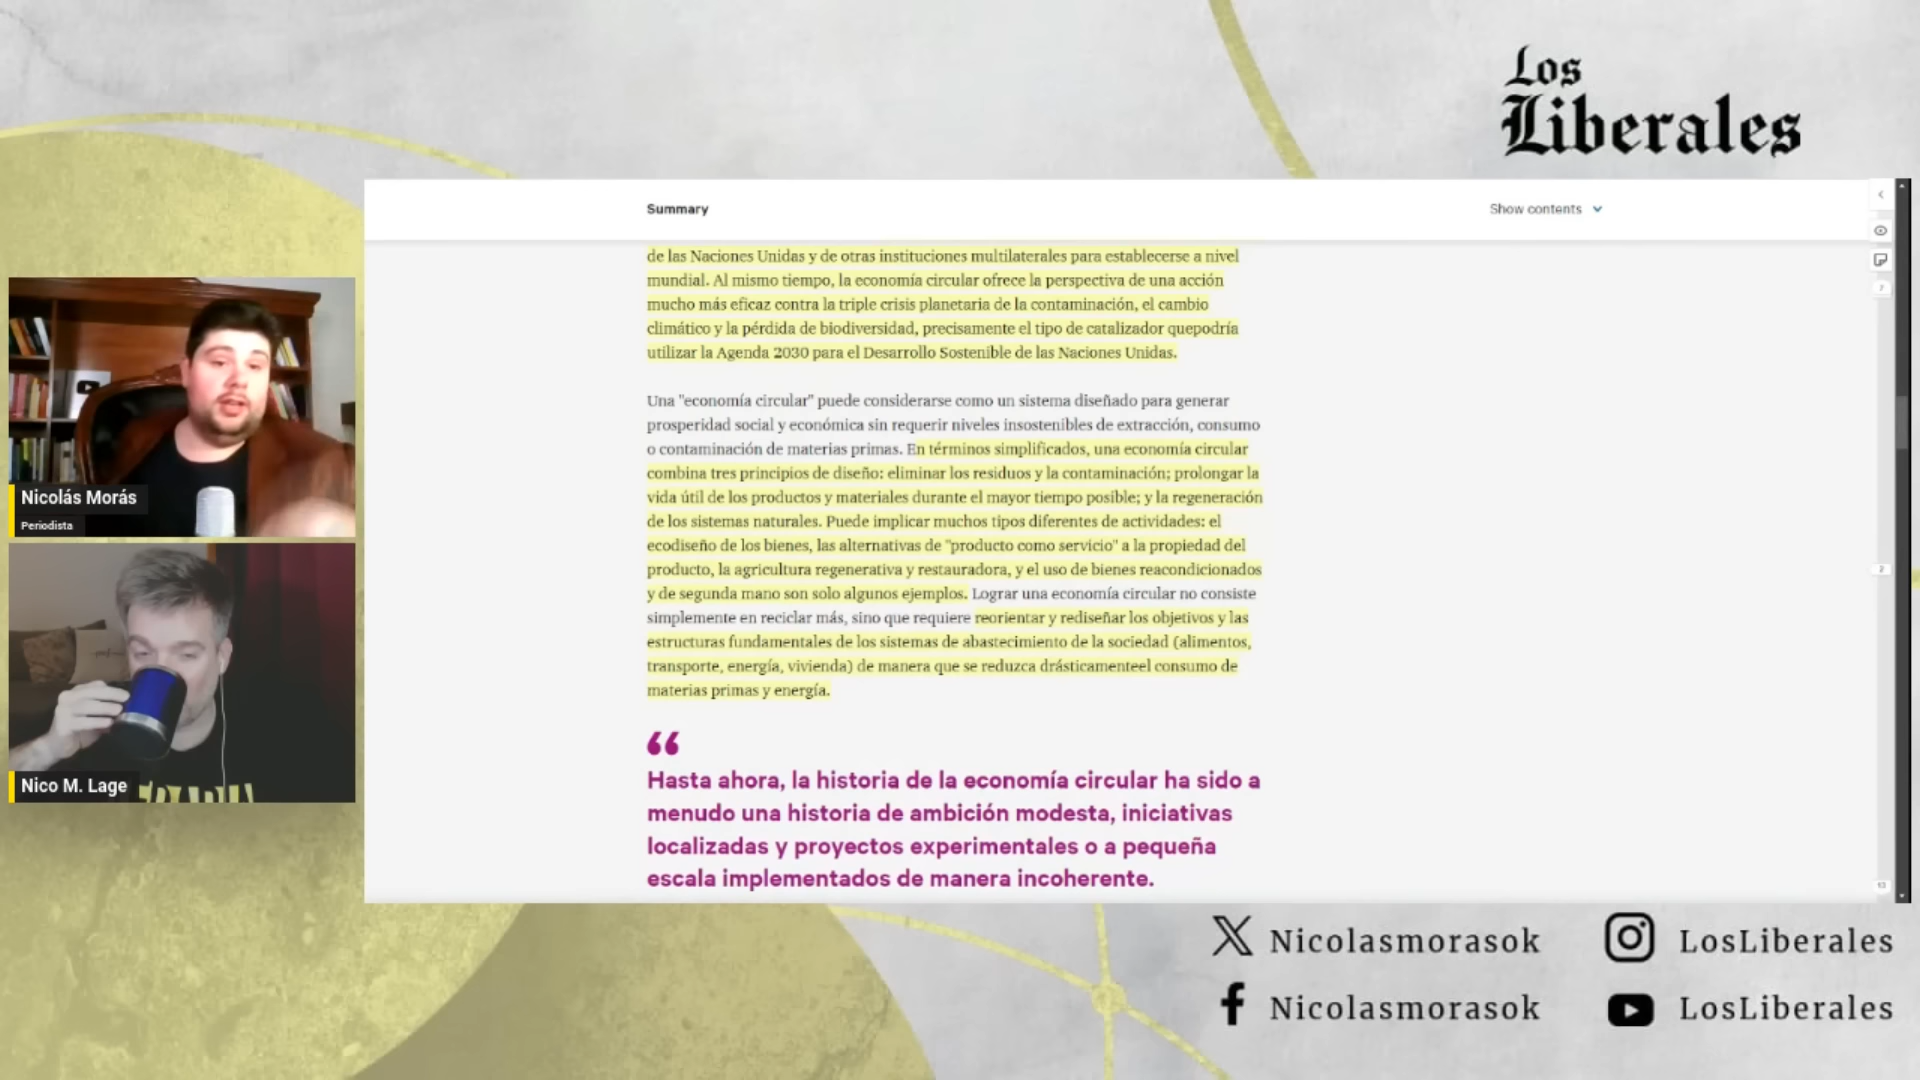 Los
Liberales
Summary
Show contents
de las Naciones Unidas y de otras instituciones multilaterales para establecerse a nivel
mundial. Al mismo tiempo, la economía circular ofrece la perspectiva de una acción
mucho más eficaz contra la triple crisis planetaria de la contaminación, el cambio
climático y la pérdida de biodiversidad, precisamente el tipo de catalizador quepodría
utilizar la Agenda 2030 para el Desarrollo Sostenible de las Naciones Unidas.
Una "economía circular" puede considerarse como un sistema diseñado para generar
prosperidad social y económica sin requerir niveles insostenibles de extracción, consumo
o contaminación de materias primas. En términos simplificados, una economía circular
combina tres principios de diseño: eliminar los residuos y la contaminación; prolongar la
vida útil de los productos y materiales durante el mayor tiempo posible; y la regeneración
de los sistemas naturales. Puede implicar muchos tipos diferentes de actividades: el
ecodiseño de los bienes, las alternativas de "producto como servicio" a la propiedad del
producto, la agricultura regenerativa y restauradora, y el uso de bienes reacondicionados
y de segunda mano son solo algunos ejemplos. Lograr una economía circular no consiste
simplemente en reciclar más, sino que requiere reorientar y rediseñar los objetivos y las
estructuras fundamentales de los sistemas de abastecimiento de la sociedad (alimentos,
transporte, energía, vivienda) de manera que se reduzca drásticamenteel consumo de
materias primas y energía.
“
Hasta ahora, la historia de la economía circular ha sido a
menudo una historia de ambición modesta, iniciativas
localizadas y proyectos experimentales o a pequeña
escala implementados de manera incoherente.
2
13
Nicolás Morás
Periodista
Nico M. Lage
Nicolasmorasok
LosLiberales
Nicolasmorasok
LosLiberales